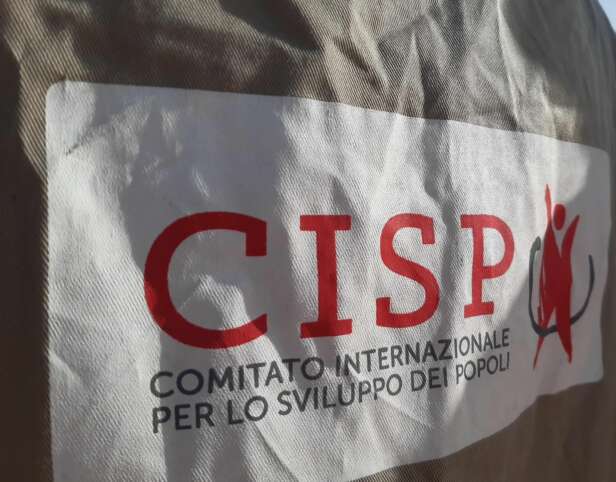 CISP
COMITATO INTERNAZIONALE
PER LO SVILUPPO DEI POPOLI